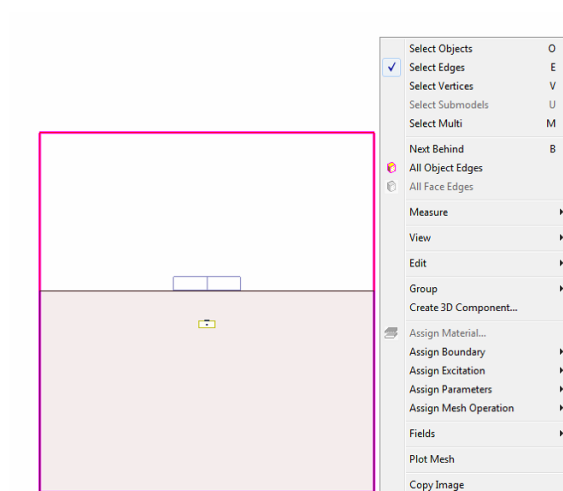 Select Objects O
Select Edges E
Select Vertices V
Select Submodels U
Select Multi M
Next Behind B
All Object Edges
All Face Edges
Measure
View
Edit
Group
Create 3D Component...
Assign Material...
Assign Boundary
Assign Excitation
Assign Parameters
Assign Mesh Operation
Fields
Plot Mesh
Copy Image